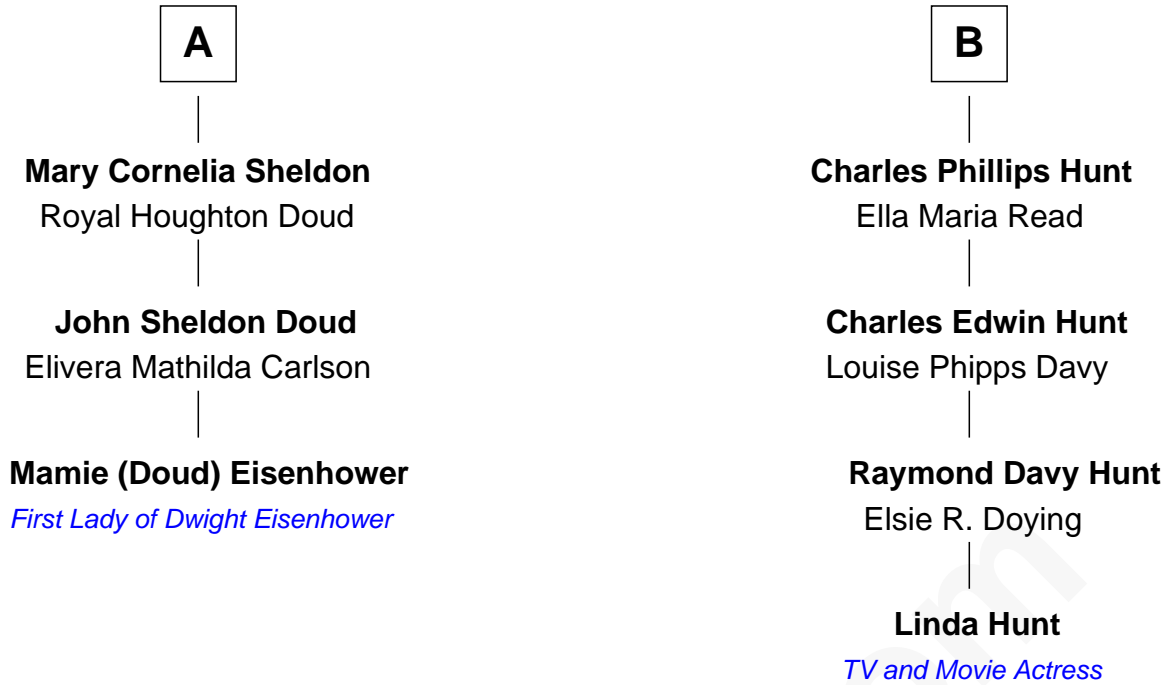 A
Mary Cornelia Sheldon
Royal Houghton Doud
John Sheldon Doud
Elivera Mathilda Carlson
Mamie (Doud) Eisenhower
First Lady of Dwight Eisenhower
B
Charles Phillips Hunt
Ella Maria Read
Charles Edwin Hunt
Louise Phipps Davy
Raymond Davy Hunt
Elsie R. Doying
Linda Hunt
TV and Movie Actress